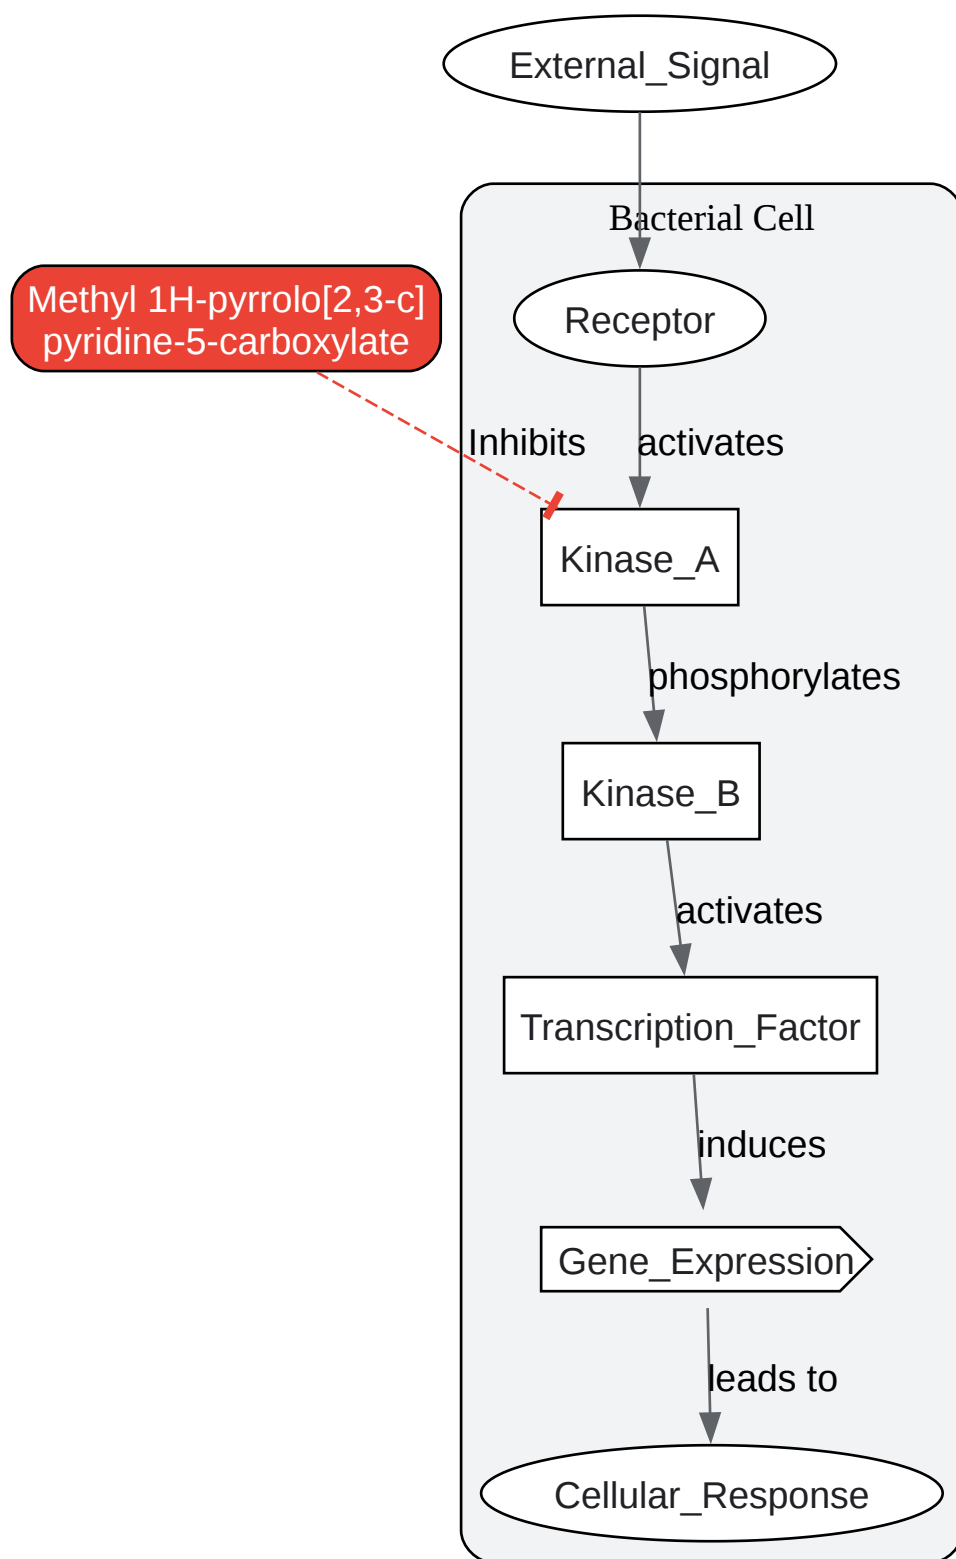 External_Signal
Bacterial Cell
Methyl 1H-pyrrolo[2,3-c]
pyridine-5-carboxylate
Receptor
Inhibits
activates
Kinase_A
phosphorylates
Kinase_B
activates
Transcription_Factor
induces
Gene_Expression
leads to
Cellular_Response